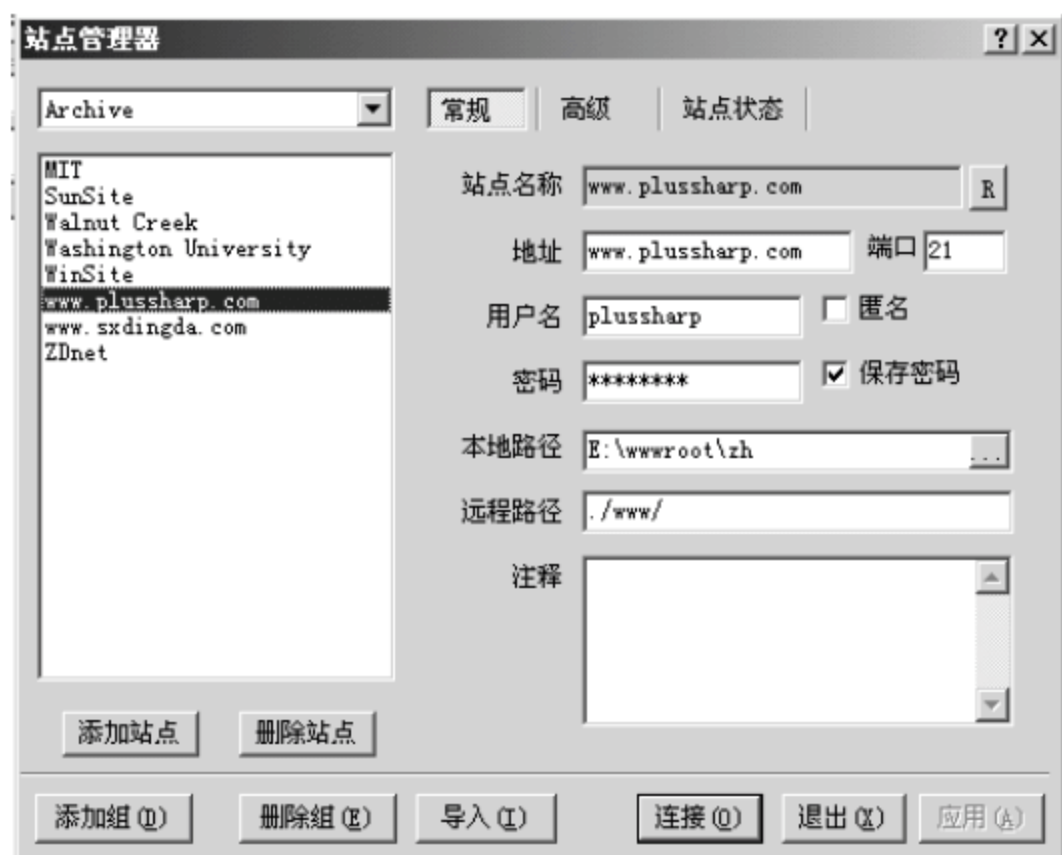 站点管理器
Archive
常规 高级 站点状态
MIT
SunSite
Walnut Creek
Washington University
WinSite
www.plussharp.com
www.sxdingda.com
ZDnet
站点名称 www.plussharp.com R
地址 www.plussharp.com 端口 21
用户名 plussharp 匿名
密码 ******** 保存密码
本地路径 E:\wwwroot\zh ...
远程路径 ./www/
注释
添加站点 删除站点
添加组(D) 删除组(E) 导入(I) 连接(O) 退出(X) 应用(A)